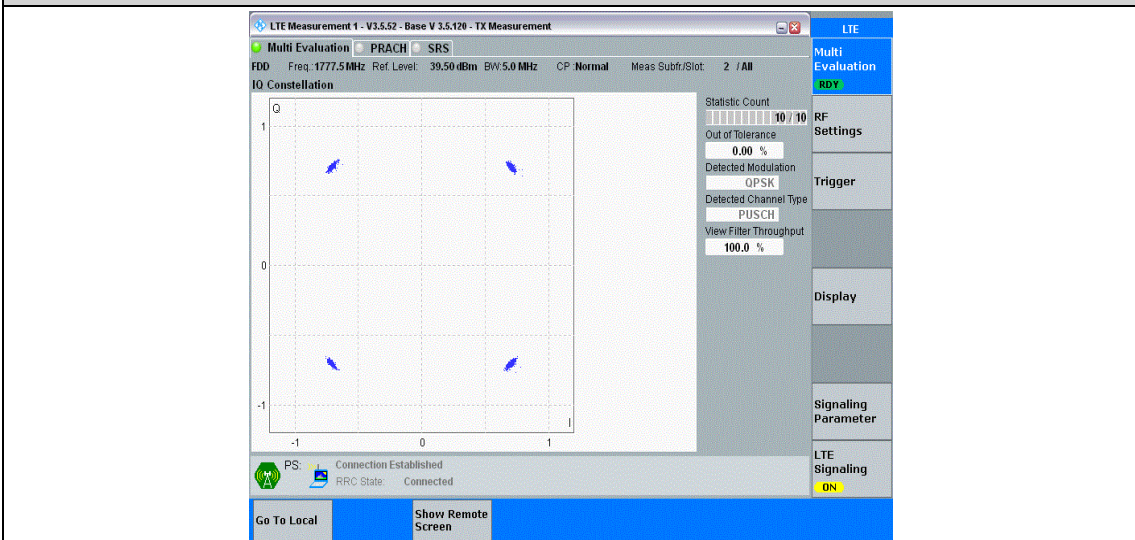 LTE Measurement 1 - V3.5.52 - Base V 3.5.120 - TX Measurement
LTE
Multi Evaluation PRACH SRS
FDD Freq.:1777.5 MHz Ref. Level: 39.50 dBm BW:5.0 MHz CP :Normal Meas Subfr./Slot: 2 / All
IQ Constellation
Q
1
0
-1
-1 0 1
I
Statistic Count
10 / 10
Out of Tolerance
0.00 %
Detected Modulation
QPSK
Detected Channel Type
PUSCH
View Filter Throughput
100.0 %
Multi
Evaluation
RDY
RF
Settings
Trigger
Display
Signaling
Parameter
LTE
Signaling
ON
PS: Connection Established
RRC State: Connected
Go To Local
Show Remote
Screen